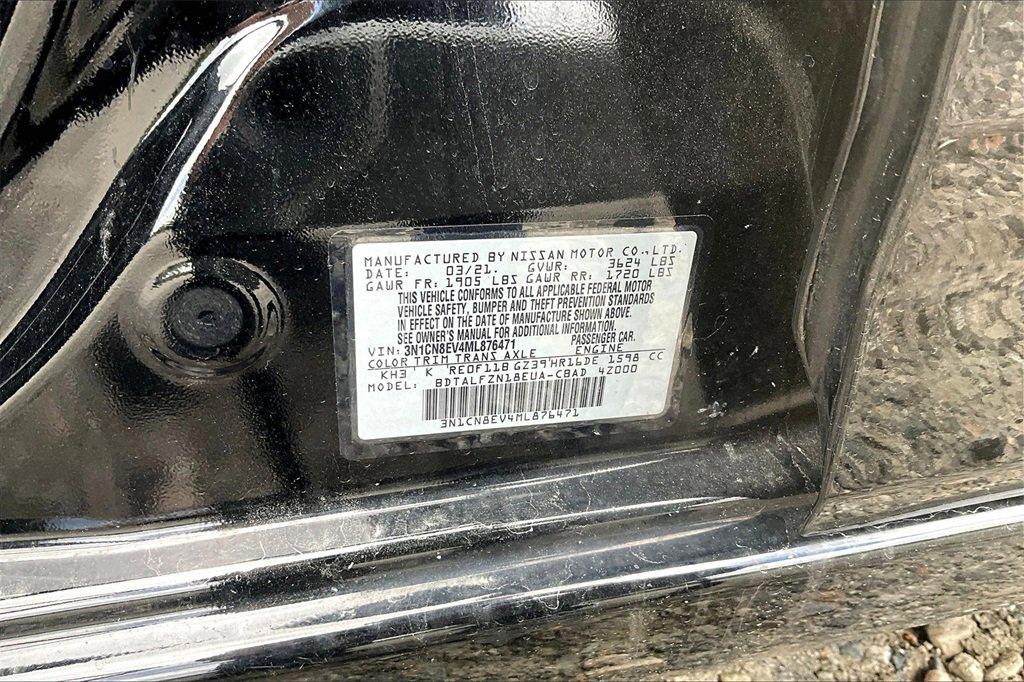 MANUFACTURED BY NISSAN MOTOR CO.,LTD.
DATE: 03/21. GVWR: 3624 LBS
GAWR FR: 1905 LBS GAWR RR: 1720 LBS
THIS VEHICLE CONFORMS TO ALL APPLICABLE FEDERAL MOTOR
VEHICLE SAFETY, BUMPER AND THEFT PREVENTION STANDARDS
IN EFFECT ON THE DATE OF MANUFACTURE SHOWN ABOVE.
SEE OWNER'S MANUAL FOR ADDITIONAL INFORMATION.
VIN: 3N1CN8EV4ML876471 PASSENGER CAR.
COLOR TRIM TRANS AXLE ENGINE
KH3 K RE0F11B GZ39 HR16DE 1598 CC
MODEL: BDTALFZN18EUA-CBAD 4Z000
3N1CN8EV4ML876471